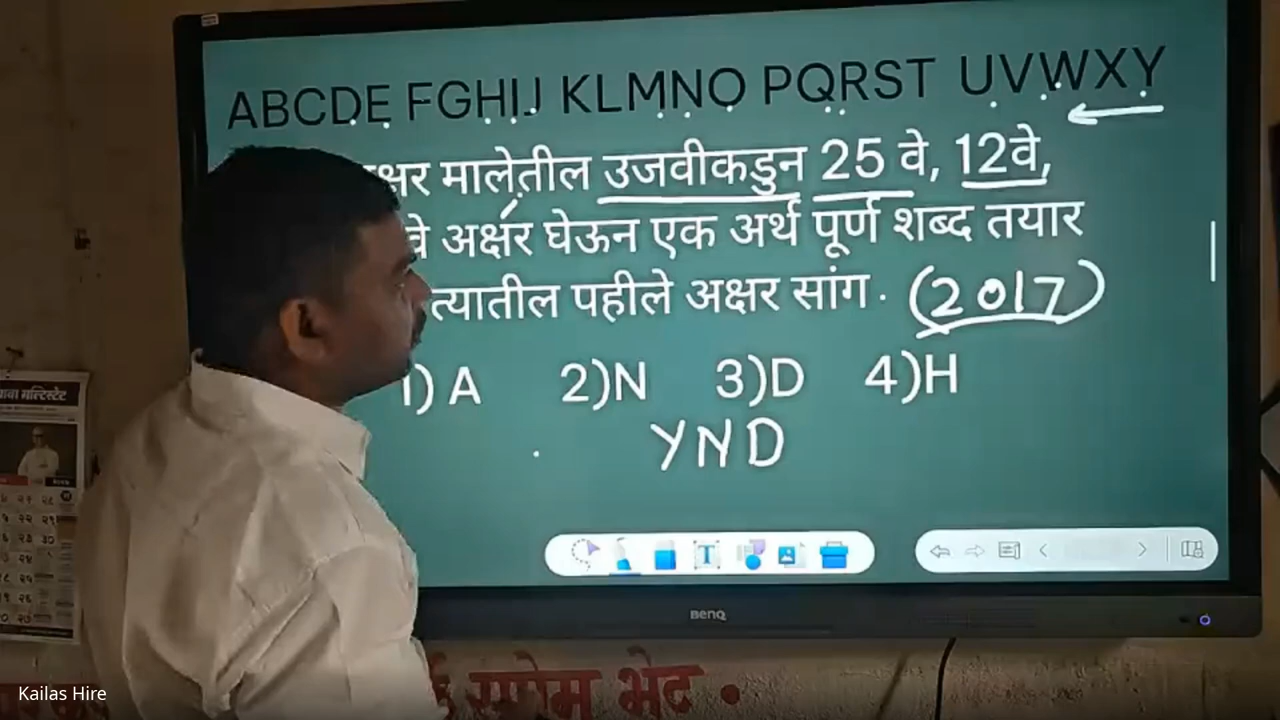 ABCDE FGHIJ KLMNO PQRST UVWXY
क्षर मालेतील उजवीकडुन 25 वे, 12वे,
वे अक्षर घेऊन एक अर्थ पूर्ण शब्द तयार
त्यातील पहीले अक्षर सांग. (2017)
1) A 2)N 3)D 4)H
YND
T
BenQ
भेट
Kailas Hire